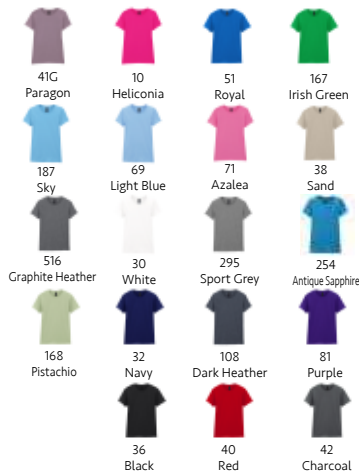 41G
Paragon
10
Heliconia
51
Royal
167
Irish Green
187
Sky
69
Light Blue
71
Azalea
38
Sand
516
Graphite Heather
30
White
295
Sport Grey
254
Antique Sapphire
168
Pistachio
32
Navy
108
Dark Heather
81
Purple
36
Black
40
Red
42
Charcoal